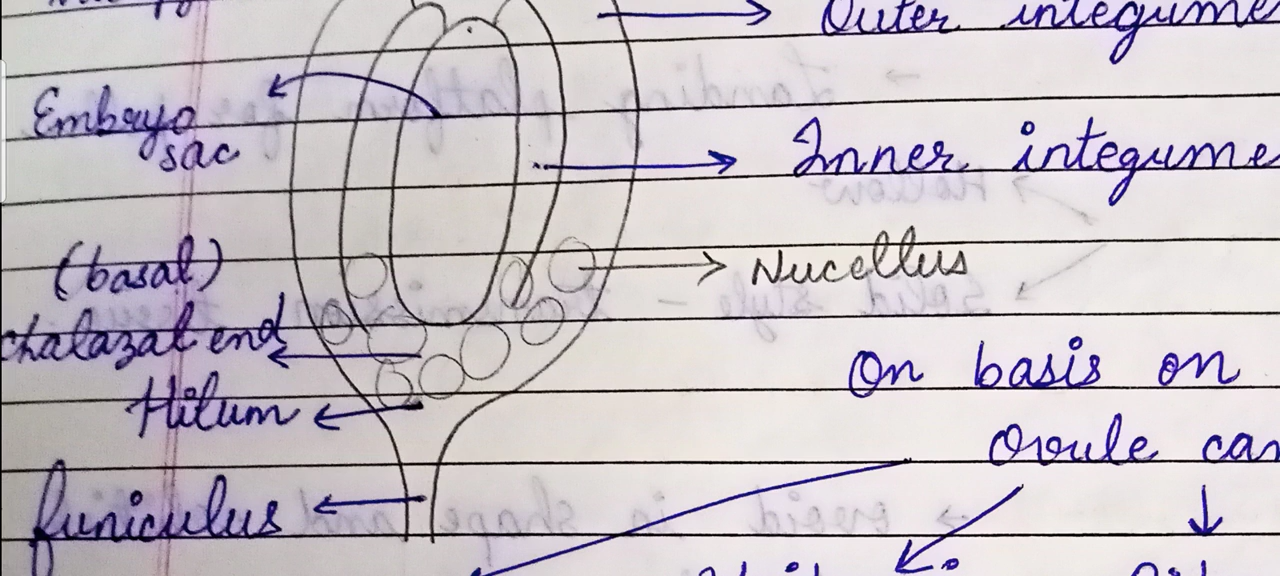 Outer integume
Embryo
sac
Inner integume
(basal)
Nucellus
chalazal end
On basis on
Hilum
Ovule can
funiculus